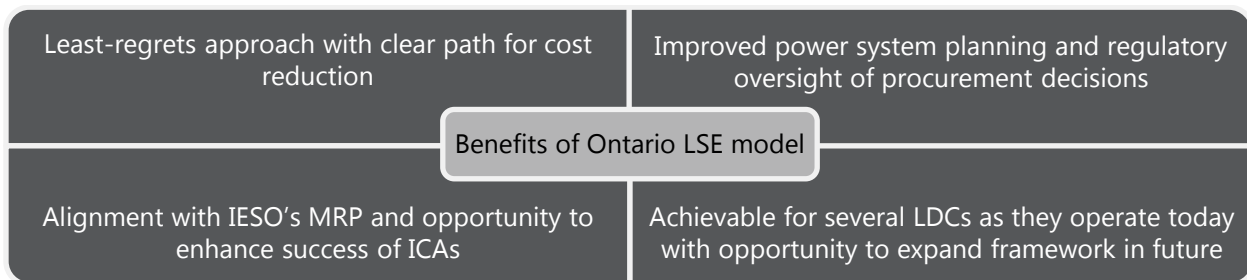 Least-regrets approach with clear path for cost
reduction
Improved power system planning and regulatory
oversight of procurement decisions
Benefits of Ontario LSE model
Alignment with IESO’s MRP and opportunity to
enhance success of ICAs
Achievable for several LDCs as they operate today
with opportunity to expand framework in future